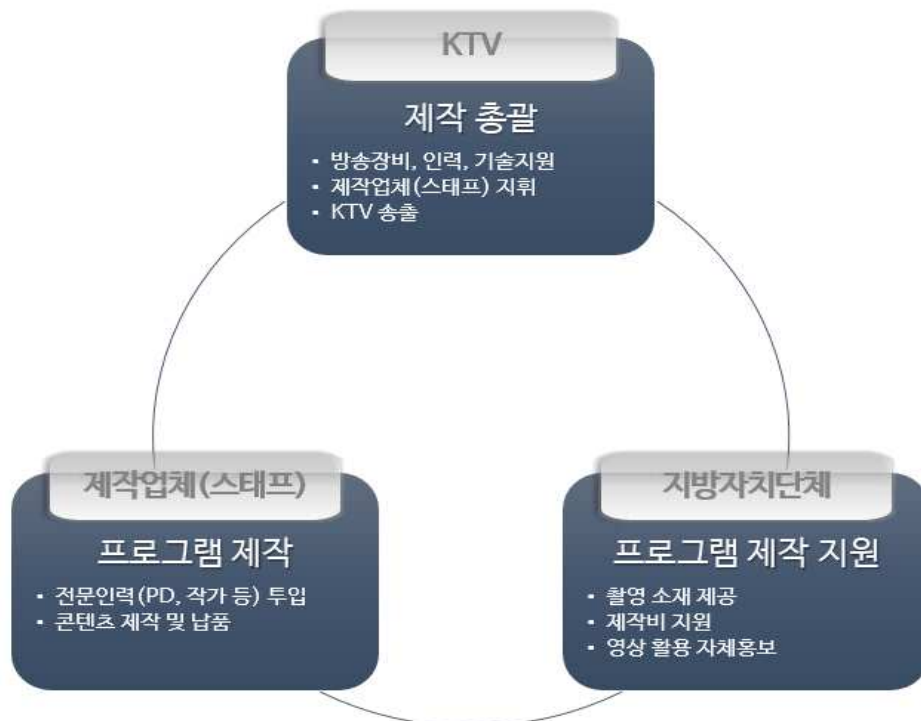 KTV
제작 총괄
▪ 방송장비, 인력, 기술지원
▪ 제작업체(스태프) 지휘
▪ KTV 송출
제작업체(스태프)
프로그램 제작
▪ 전문인력(PD, 작가 등) 투입
▪ 콘텐츠 제작 및 납품
지방자치단체
프로그램 제작 지원
▪ 촬영 소재 제공
▪ 제작비 지원
▪ 영상 활용 자체홍보